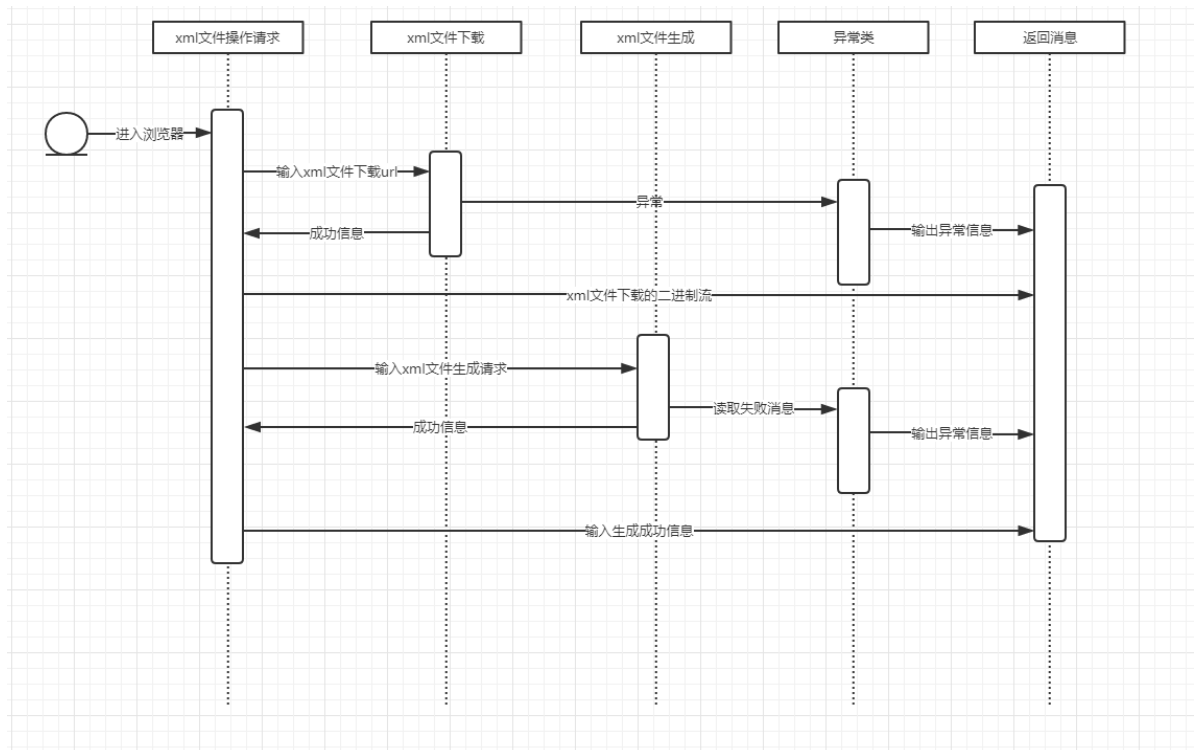 xml文件操作请求
xml文件下载
xml文件生成
异常类
返回消息
进入浏览器
输入xml文件下载url
异常
输出异常信息
成功信息
xml文件下载的二进制流
输入xml文件生成请求
读取失败消息
成功信息
输出异常信息
输入生成成功信息